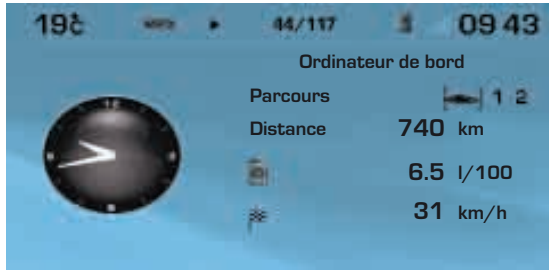 19°c 44/117 09 43
Ordinateur de bord
Parcours 1 2
Distance 740 km
6.5 l/100
31 km/h
12